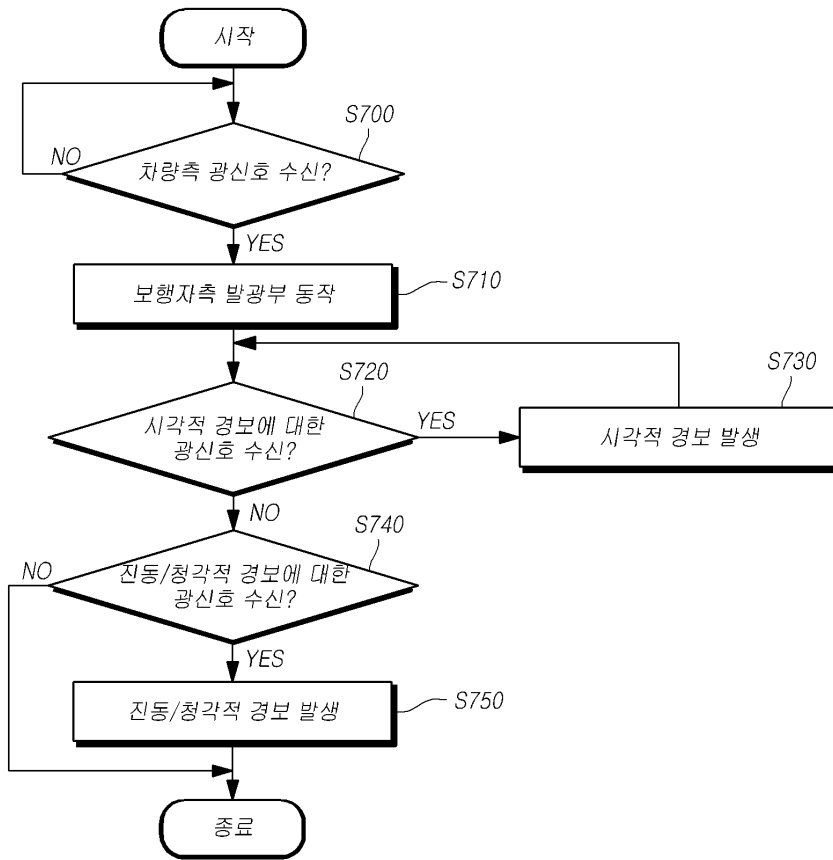 시작
S700
NO
차량측 광신호 수신?
YES
보행자측 발광부 동작
S710
S720
S730
시각적 경보에 대한
광신호 수신?
YES
시각적 경보 발생
NO
S740
NO
진동/청각적 경보에 대한
광신호 수신?
YES
진동/청각적 경보 발생
S750
종료